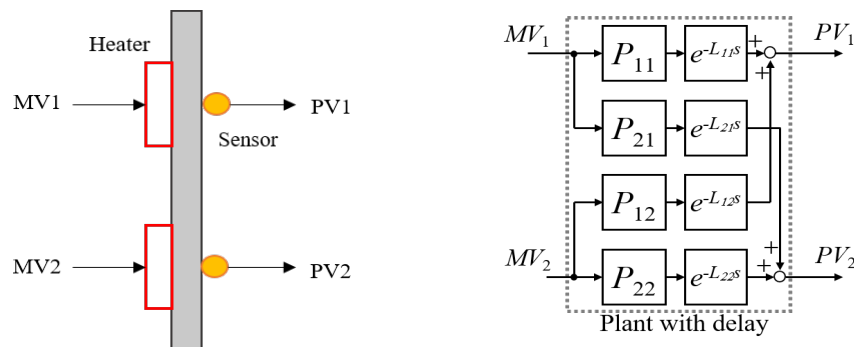 Heater
MV1
PV1
Sensor
MV2
PV2
MV₁
P₁₁
e⁻ᴸ¹¹ˢ
+
+
PV₁
P₂₁
e⁻ᴸ²¹ˢ
P₁₂
e⁻ᴸ¹²ˢ
MV₂
P₂₂
e⁻ᴸ²²ˢ
+
+
PV₂
Plant with delay